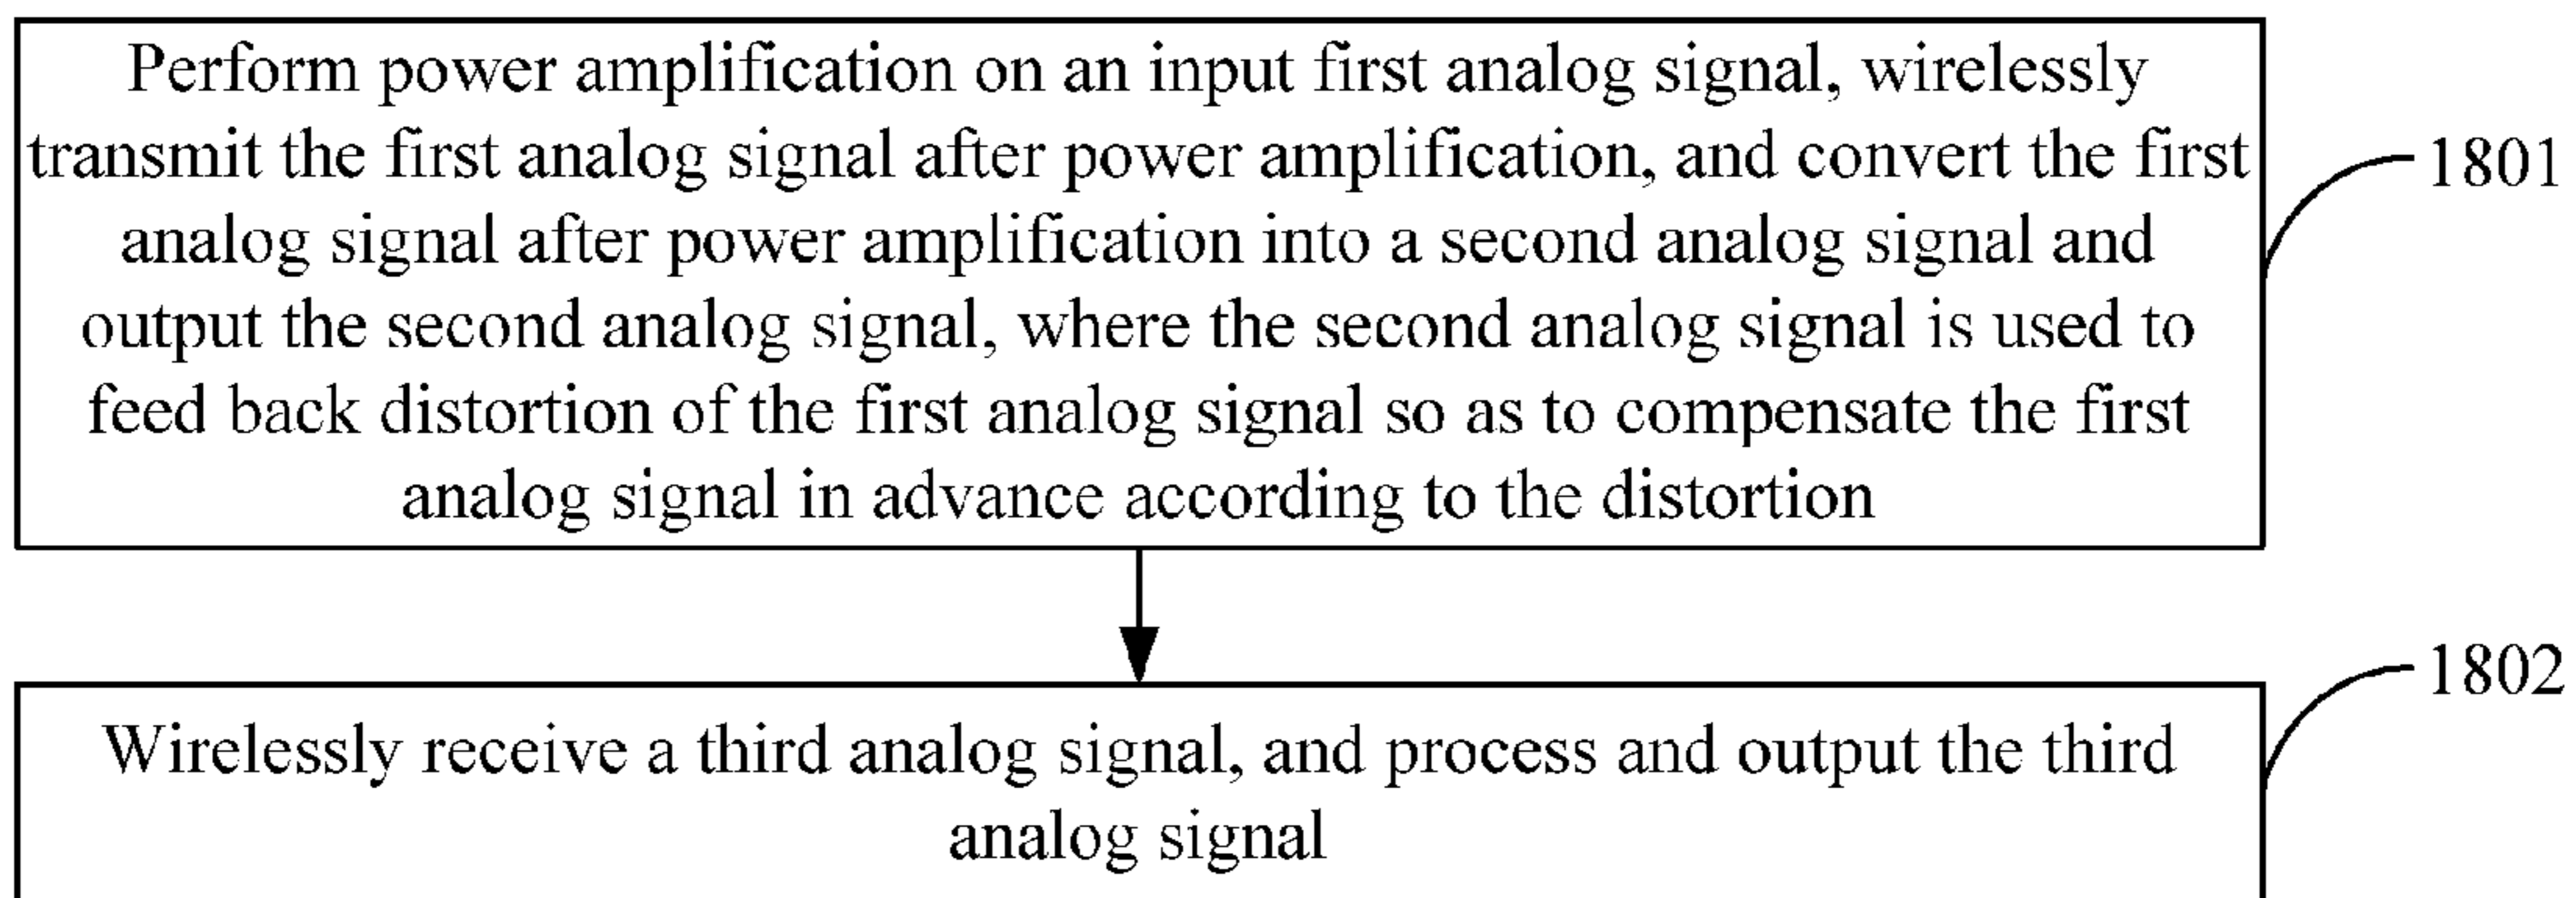 Perform power amplification on an input first analog signal, wirelessly
transmit the first analog signal after power amplification, and convert the first
analog signal after power amplification into a second analog signal and
output the second analog signal, where the second analog signal is used to
feed back distortion of the first analog signal so as to compensate the first
analog signal in advance according to the distortion
1801
Wirelessly receive a third analog signal, and process and output the third
analog signal
1802